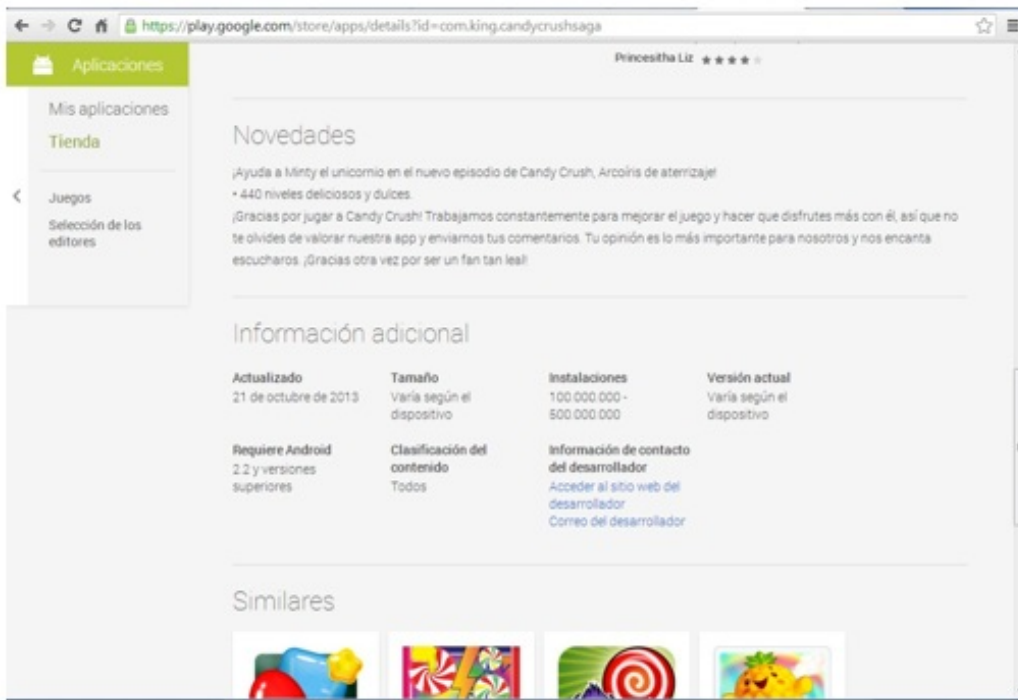 https://play.google.com/store/apps/details?id=com.king.candycrushsaga
Aplicaciones
Mis aplicaciones
Tienda
Juegos
Selección de los
editores
Princesitha Liz
Novedades
¡Ayuda a Minty el unicornio en el nuevo episodio de Candy Crush, Arcoíris de aterrizaje!
• 440 niveles deliciosos y dulces.
¡Gracias por jugar a Candy Crush! Trabajamos constantemente para mejorar el juego y hacer que disfrutes más con él, así que no
te olvides de valorar nuestra app y enviarnos tus comentarios. Tu opinión es lo más importante para nosotros y nos encanta
escucharos. ¡Gracias otra vez por ser un fan tan leal!
Información adicional
Actualizado
21 de octubre de 2013
Tamaño
Varía según el
dispositivo
Instalaciones
100.000.000 -
500.000.000
Versión actual
Varía según el
dispositivo
Requiere Android
2.2 y versiones
superiores
Clasificación del
contenido
Todos
Información de contacto
del desarrollador
Acceder al sitio web del
desarrollador
Correo del desarrollador
Similares